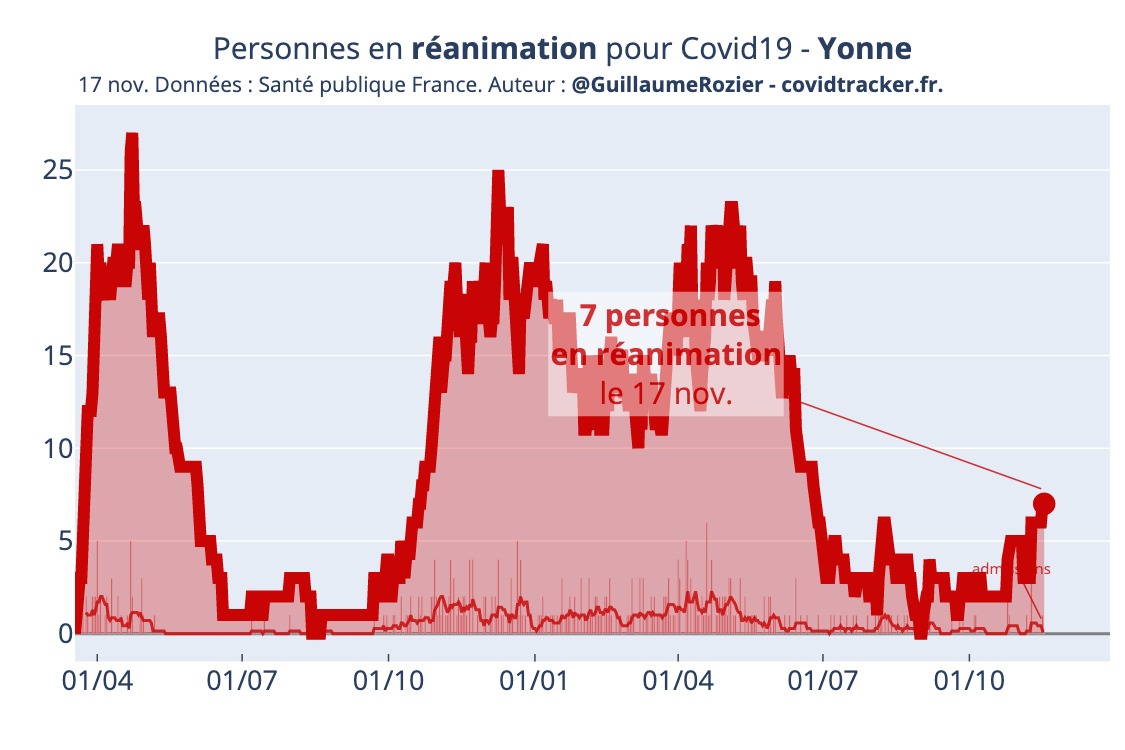 Personnes en réanimation pour Covid19 - Yonne
17 nov. Données : Santé publique France. Auteur : @GuillaumeRozier - covidtracker.fr.
25
20
15
10
5
0
7 personnes
en réanimation
le 17 nov.
admissions
01/04 01/07 01/10 01/01 01/04 01/07 01/10